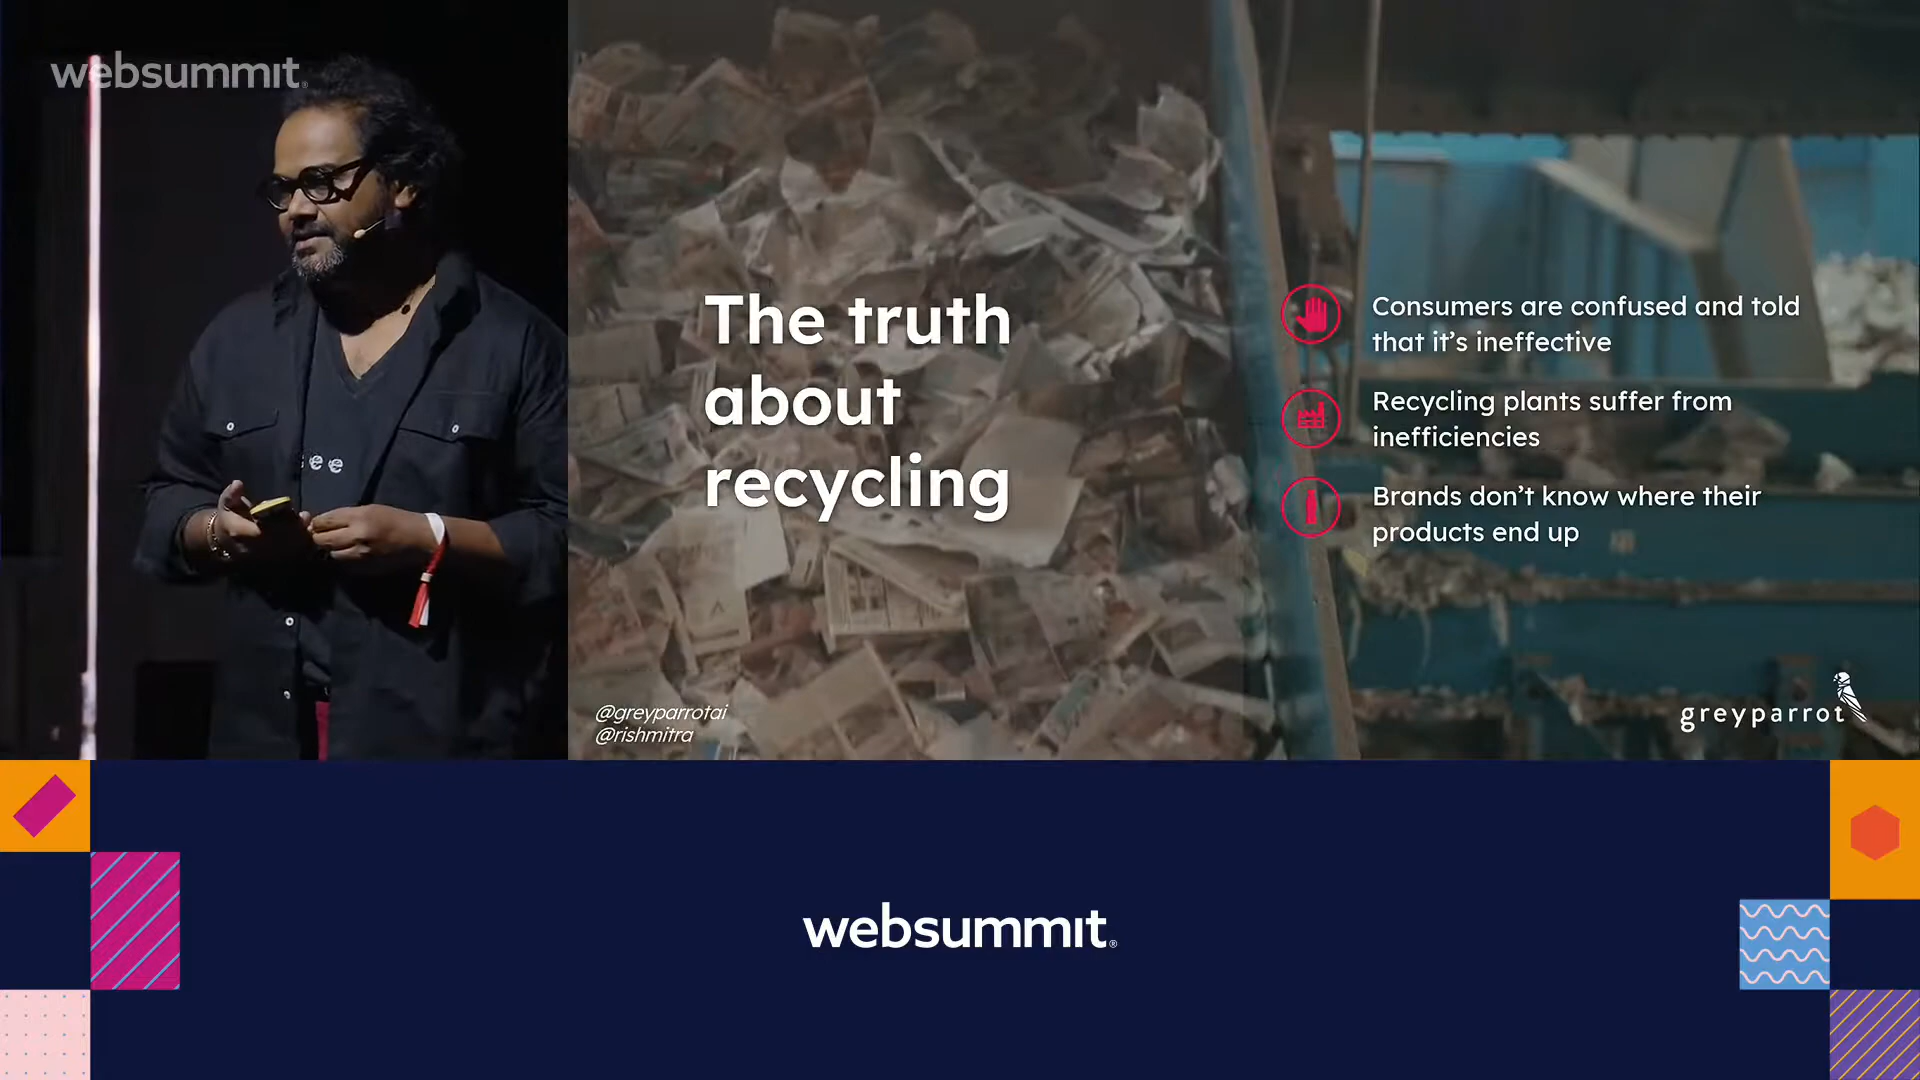 websummit
The truth
about
recycling
Consumers are confused and told
that it's ineffective
Recycling plants suffer from
inefficiencies
Brands don't know where their
products end up
@greyparrotai
@rishmitra
greyparrot
websummit®